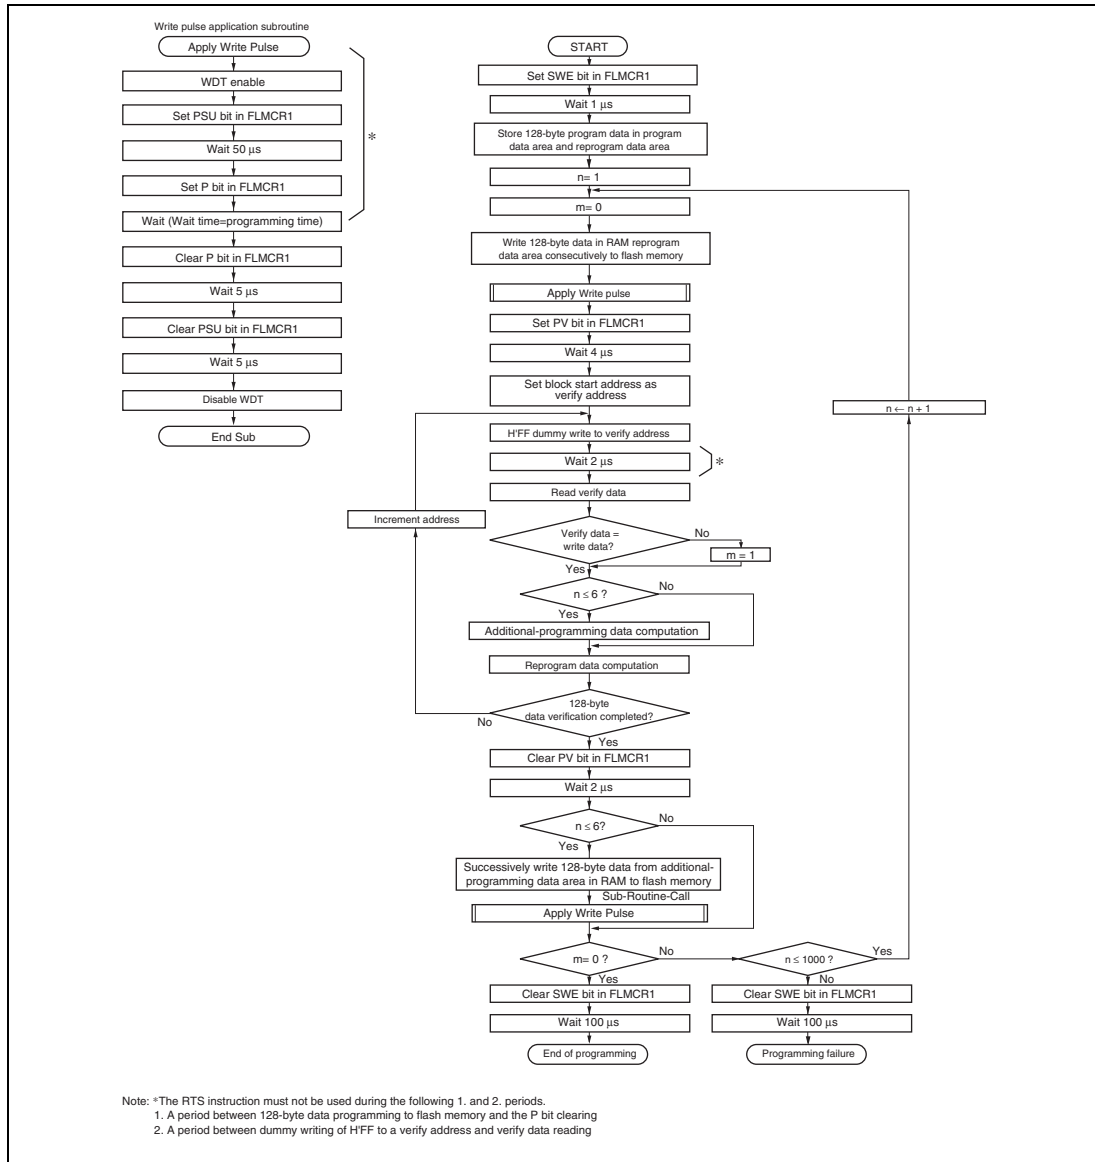 Write pulse application subroutine
Apply Write Pulse
WDT enable
Set PSU bit in FLMCR1
Wait 50 μs
Set P bit in FLMCR1
Wait (Wait time=programming time)
Clear P bit in FLMCR1
Wait 5 μs
Clear PSU bit in FLMCR1
Wait 5 μs
Disable WDT
End Sub
*
START
Set SWE bit in FLMCR1
Wait 1 μs
Store 128-byte program data in program
data area and reprogram data area
n= 1
m= 0
Write 128-byte data in RAM reprogram
data area consecutively to flash memory
Apply Write pulse
Set PV bit in FLMCR1
Wait 4 μs
Set block start address as
verify address
n ← n + 1
H'FF dummy write to verify address
Wait 2 μs
*
Read verify data
Increment address
Verify data =
write data?
No
m = 1
Yes
n ≤ 6 ?
No
Yes
Additional-programming data computation
Reprogram data computation
128-byte
data verification completed?
No
Yes
Clear PV bit in FLMCR1
Wait 2 μs
n ≤ 6?
No
Yes
Successively write 128-byte data from additional-
programming data area in RAM to flash memory
Sub-Routine-Call
Apply Write Pulse
m= 0 ?
No
n ≤ 1000 ?
Yes
Yes
No
Clear SWE bit in FLMCR1
Clear SWE bit in FLMCR1
Wait 100 μs
Wait 100 μs
End of programming
Programming failure
Note: *The RTS instruction must not be used during the following 1. and 2. periods.
1. A period between 128-byte data programming to flash memory and the P bit clearing
2. A period between dummy writing of H'FF to a verify address and verify data reading